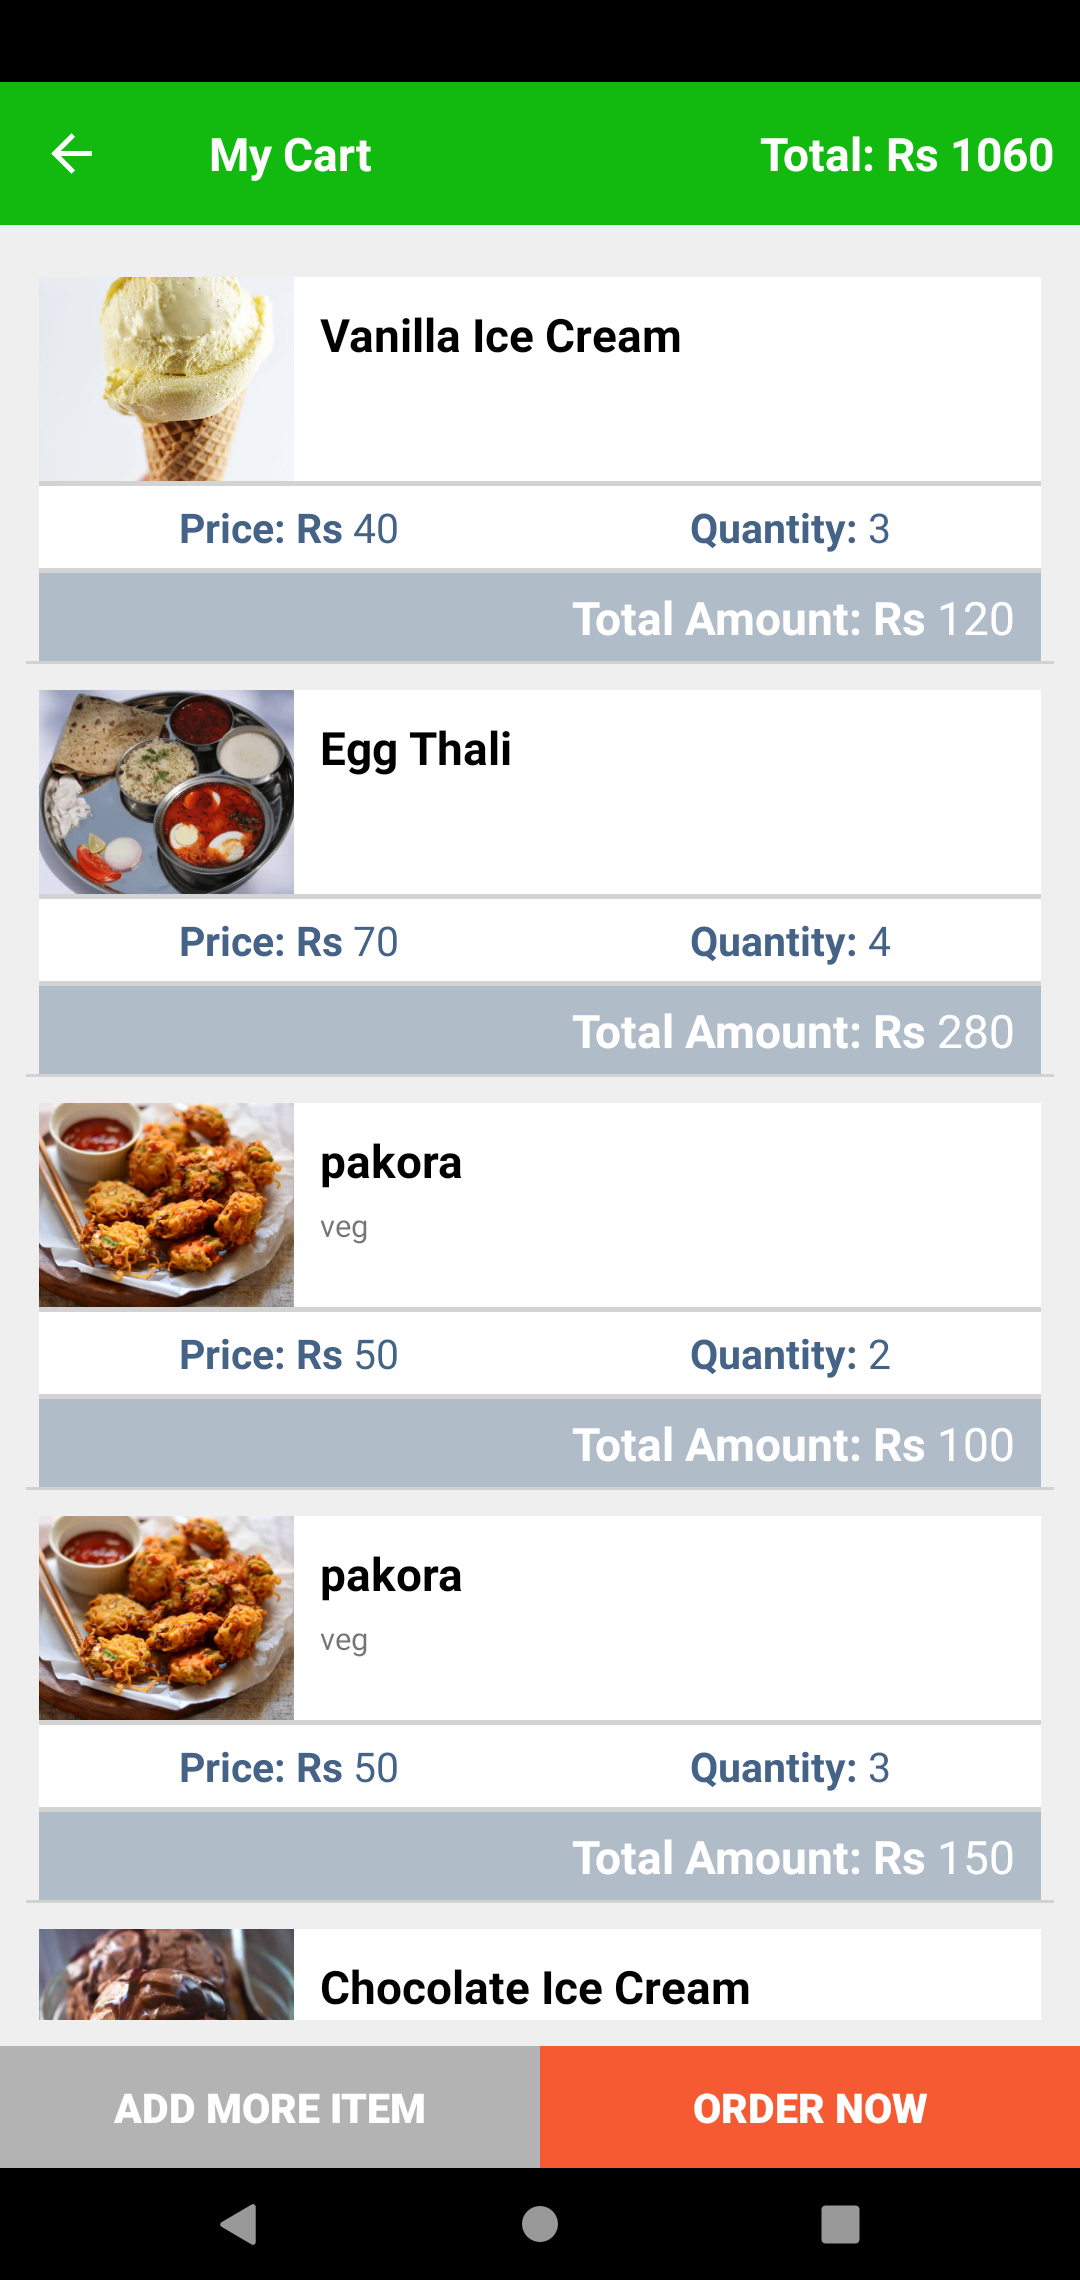 My Cart
Total: Rs 1060
Vanilla Ice Cream
Price: Rs 40
Quantity: 3
Total Amount: Rs 120
Egg Thali
Price: Rs 70
Quantity: 4
Total Amount: Rs 280
pakora
veg
Price: Rs 50
Quantity: 2
Total Amount: Rs 100
pakora
veg
Price: Rs 50
Quantity: 3
Total Amount: Rs 150
Chocolate Ice Cream
ADD MORE ITEM
ORDER NOW